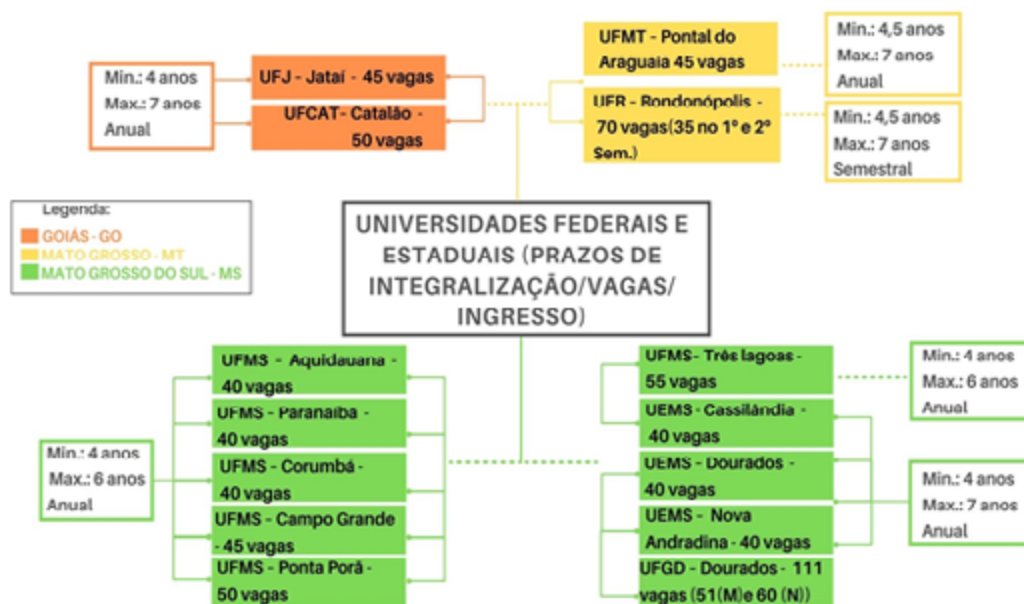 Min.: 4 anos
Max.: 7 anos
Anual
UFJ - Jataí - 45 vagas
UFCAT- Catalão -
50 vagas
UFMT - Pontal do
Araguaia 45 vagas
UFR - Rondonópolis -
70 vagas(35 no 1º e 2º
Sem.)
Min.: 4,5 anos
Max.: 7 anos
Anual
Min.: 4,5 anos
Max.: 7 anos
Semestral
Legenda:
GOIÁS - GO
MATO GROSSO - MT
MATO GROSSO DO SUL - MS
UNIVERSIDADES FEDERAIS E
ESTADUAIS (PRAZOS DE
INTEGRALIZAÇÃO/VAGAS/
INGRESSO)
Min.: 4 anos
Max.: 6 anos
Anual
UFMS - Aquidauana -
40 vagas
UFMS - Paranaíba -
40 vagas
UFMS - Corumbá -
40 vagas
UFMS - Campo Grande
- 45 vagas
UFMS - Ponta Porã -
50 vagas
UFMS- Três lagoas -
55 vagas
UEMS- Cassilândia -
40 vagas
UEMS - Dourados -
40 vagas
UEMS - Nova
Andradina - 40 vagas
UFGD - Dourados - 111
vagas (51(M)e 60 (N))
Min.: 4 anos
Max.: 6 anos
Anual
Min.: 4 anos
Max.: 7 anos
Anual